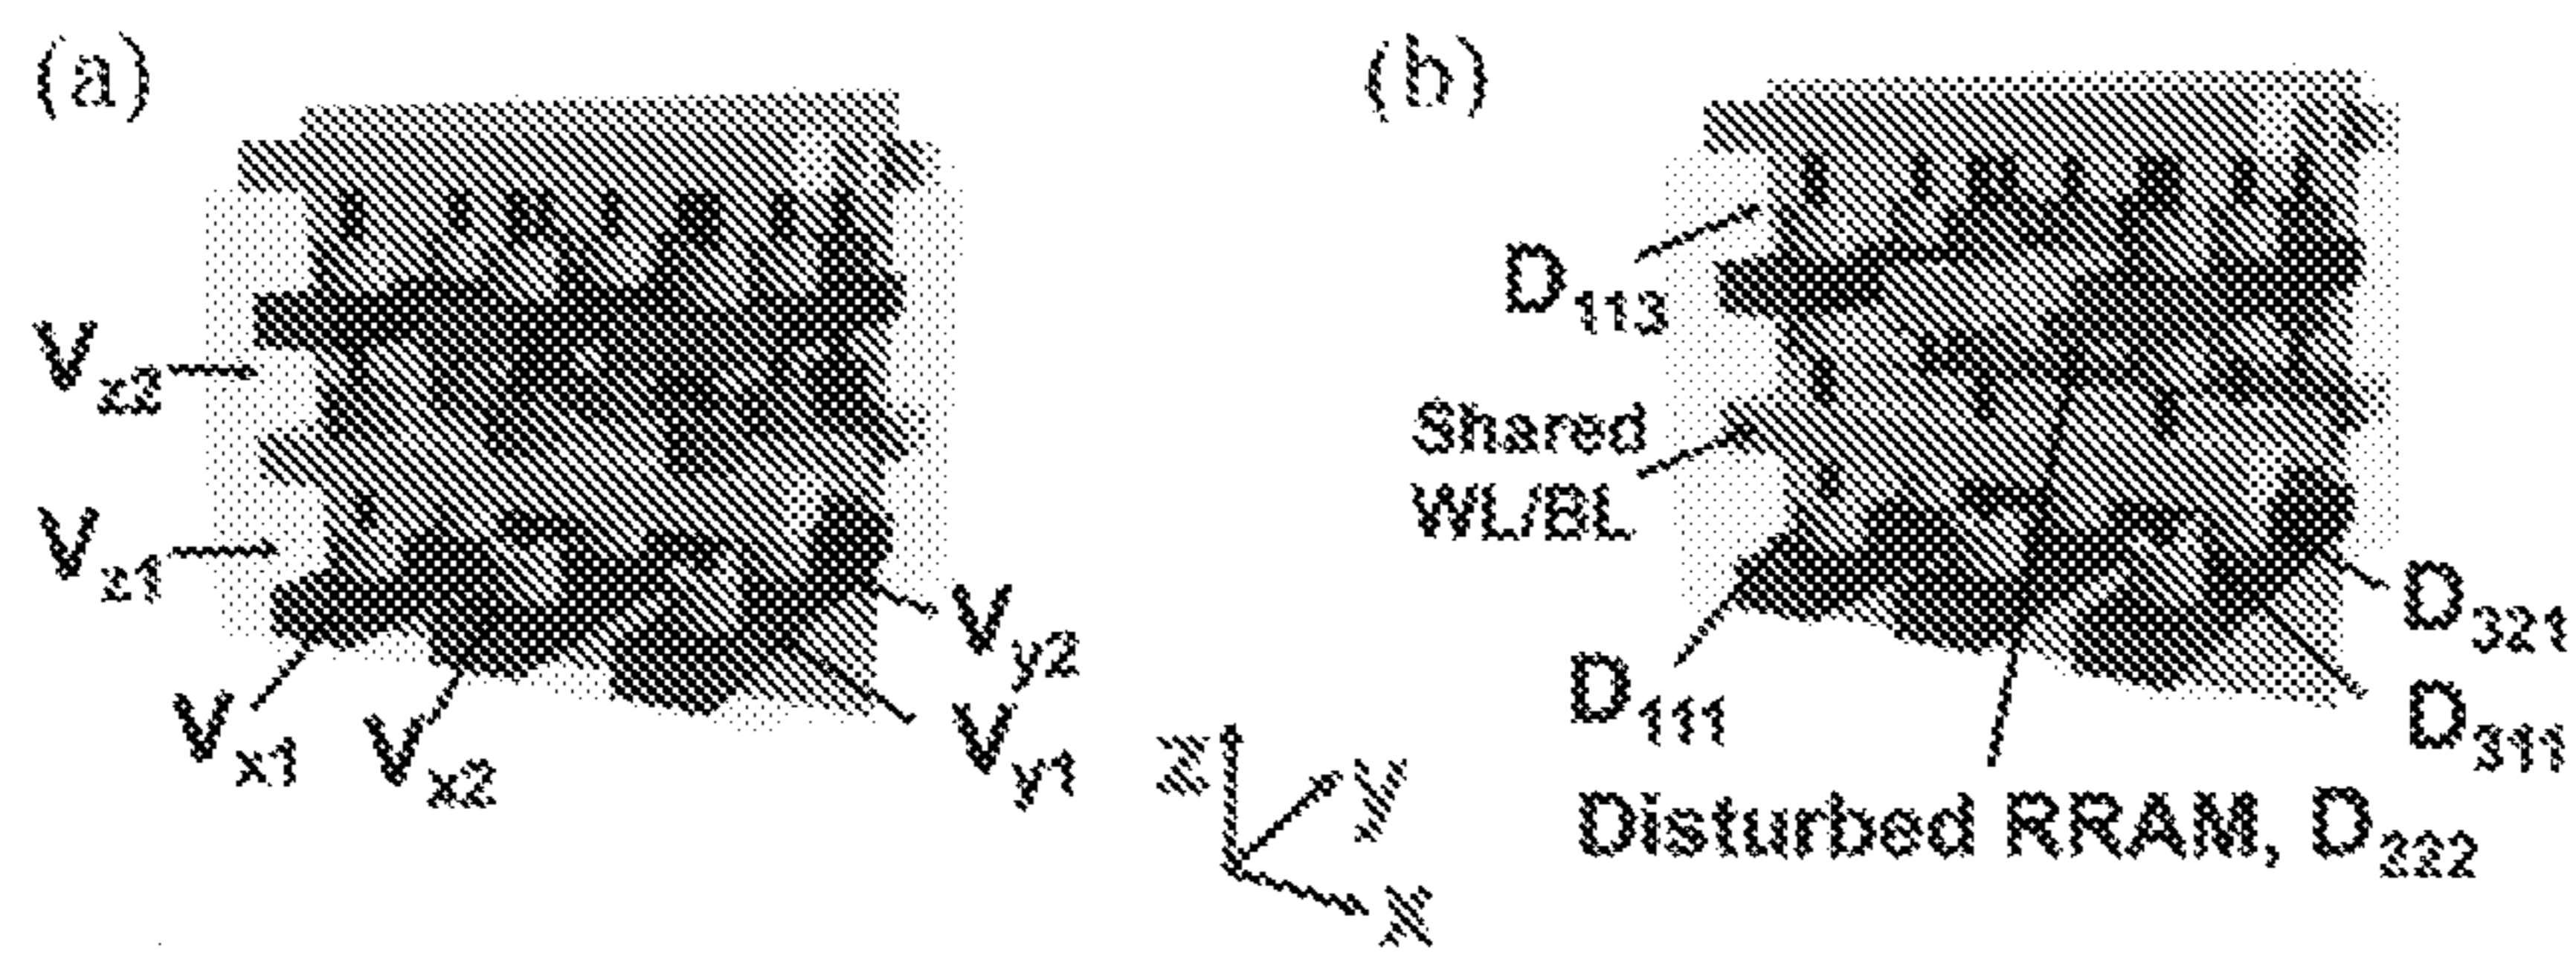 (a)
(b)
D113
Vz2
Shared
WL/BL
Vz1
Vy2
D321
Vx1
Vx2
Vy1
D111
D311
Z
Y
X
Disturbed RRAM, D222